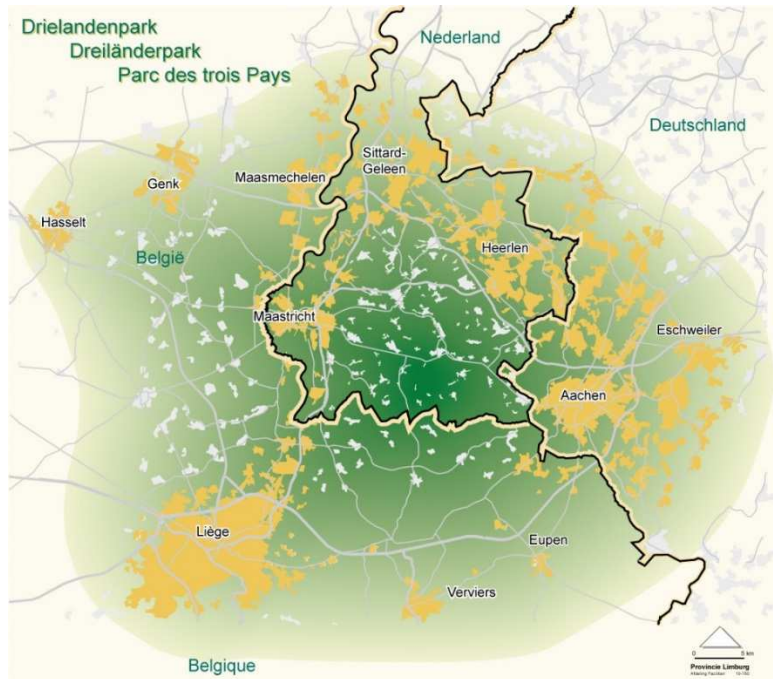 Drielandenpark
Dreiländerpark
Parc des trois Pays
Nederland
Deutschland
Sittard-
Geleen
Maasmechelen
Genk
Hasselt
Heerlen
België
Maastricht
Eschweiler
Aachen
Liège
Eupen
Verviers
Belgique
0 5 km
Provincie Limburg